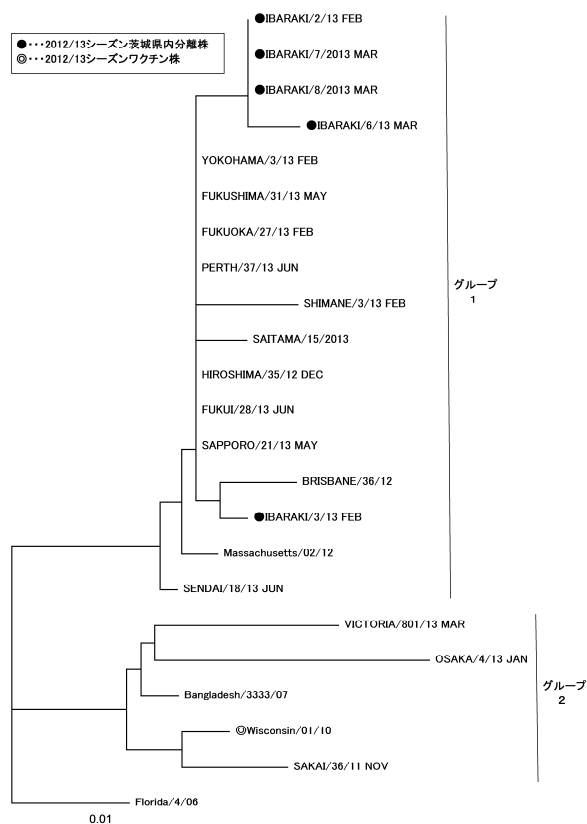 ●IBARAKI/2/13 FEB
●･･･2012/13シーズン茨城県内分離株
◎･･･2012/13シーズンワクチン株
●IBARAKI/7/2013 MAR
●IBARAKI/8/2013 MAR
●IBARAKI/6/13 MAR
YOKOHAMA/3/13 FEB
FUKUSHIMA/31/13 MAY
FUKUOKA/27/13 FEB
PERTH/37/13 JUN
グループ
1
SHIMANE/3/13 FEB
SAITAMA/15/2013
HIROSHIMA/35/12 DEC
FUKUI/28/13 JUN
SAPPORO/21/13 MAY
BRISBANE/36/12
●IBARAKI/3/13 FEB
Massachusetts/02/12
SENDAI/18/13 JUN
VICTORIA/801/13 MAR
OSAKA/4/13 JAN
グループ
2
Bangladesh/3333/07
◎Wisconsin/01/10
SAKAI/36/11 NOV
Florida/4/06
0.01